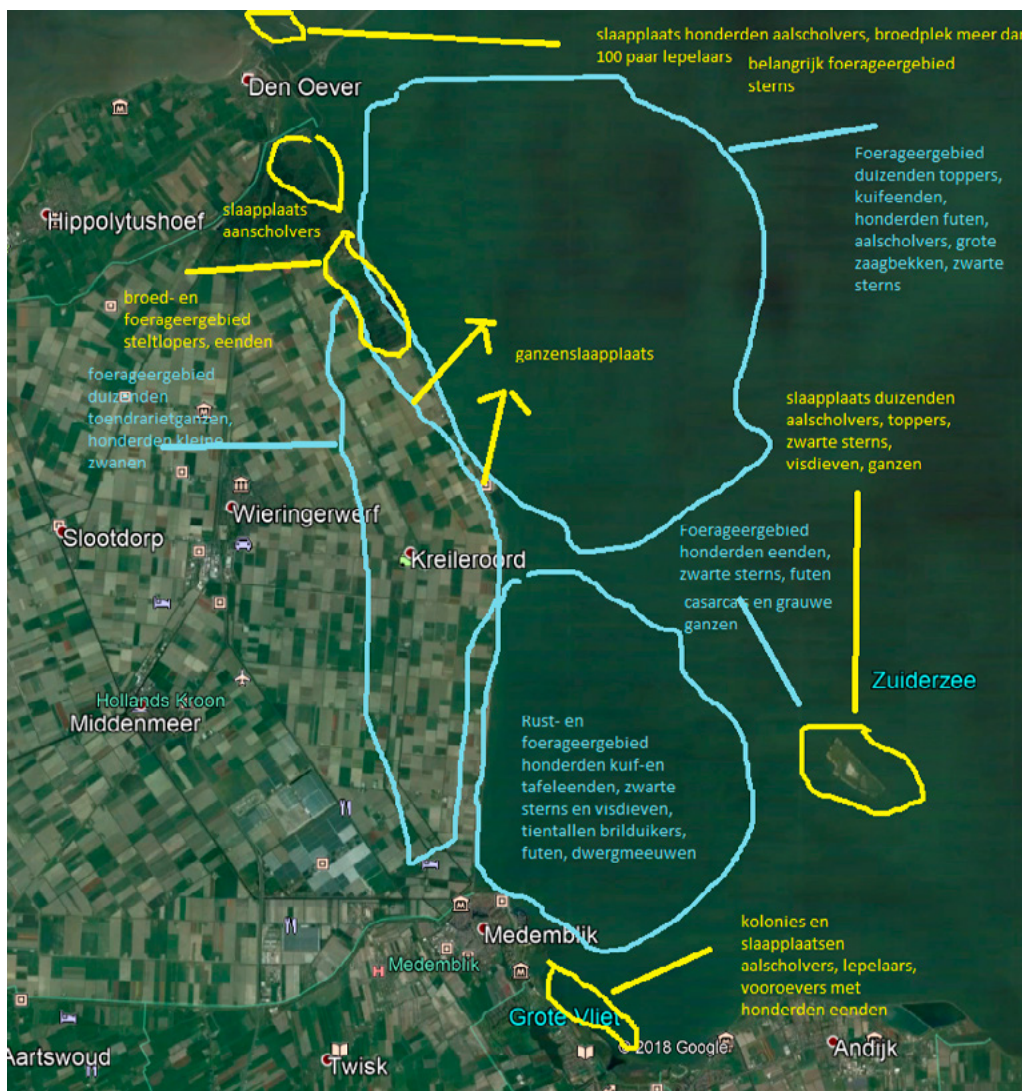 slaapplaats honderden aalscholvers, broedplek meer dan
100 paar lepelaars
belangrijk foerageergebied
sterns
Den Oever
Foerageergebied
duizenden toppers,
kuifeenden,
honderden futen,
aalscholvers, grote
zaagbekken, zwarte
sterns
Hippolytushoef
slaapplaats
aanscholvers
broed- en
foerageergebied
steltlopers, eenden
ganzenslaapplaats
foerageergebied
duizenden
toendrarietganzen,
honderden kleine
zwanen
slaapplaats duizenden
aalscholvers, toppers,
zwarte sterns,
visdieven, ganzen
Wieringerwerf
Slootdorp
Kreileroord
Foerageergebied
honderden eenden,
zwarte sterns, futen
casarca's en grauwe
ganzen
Zuiderzee
Hollands Kroon
Middenmeer
Rust- en
foerageergebied
honderden kuif-en
tafeleenden, zwarte
sterns en visdieven,
tientallen brilduikers,
futen, dwergmeeuwen
Medemblik
Medemblik
kolonies en
slaapplaatsen
aalscholvers, lepelaars,
vooroevers met
honderden eenden
Grote Vliet
© 2018 Google
Aartswoud
Twisk
Andijk